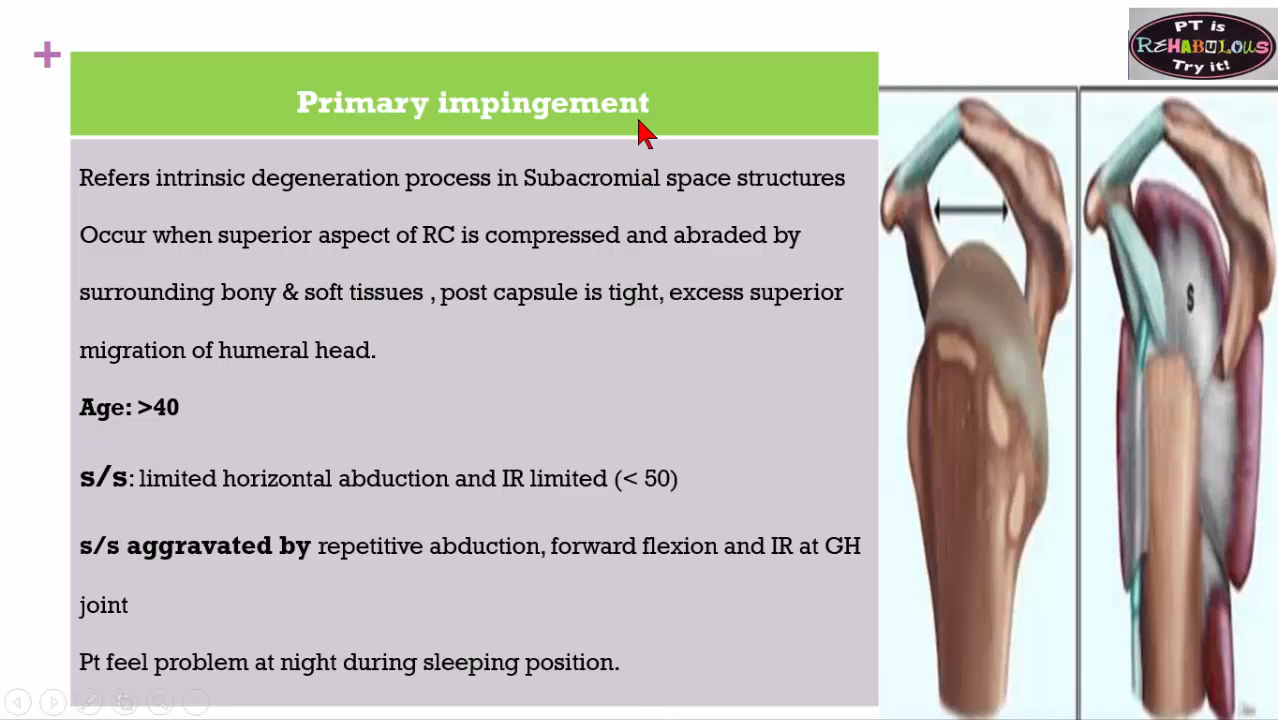 PT is
REHABULOUS
Try it!
+
Primary impingement
Refers intrinsic degeneration process in Subacromial space structures
Occur when superior aspect of RC is compressed and abraded by
surrounding bony & soft tissues , post capsule is tight, excess superior
migration of humeral head.
Age: >40
s/s: limited horizontal abduction and IR limited (< 50)
s/s aggravated by repetitive abduction, forward flexion and IR at GH
joint
Pt feel problem at night during sleeping position.
S